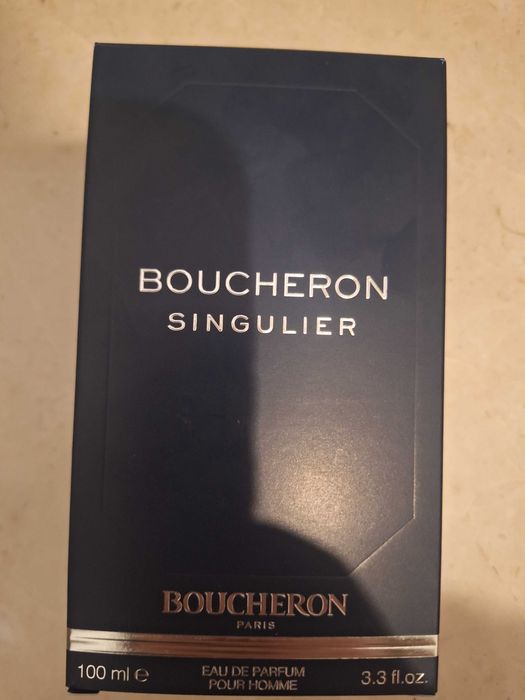 BOUCHERON
SINGULIER
BOUCHERON
PARIS
100 ml ℮
EAU DE PARFUM
POUR HOMME
3.3 fl.oz.